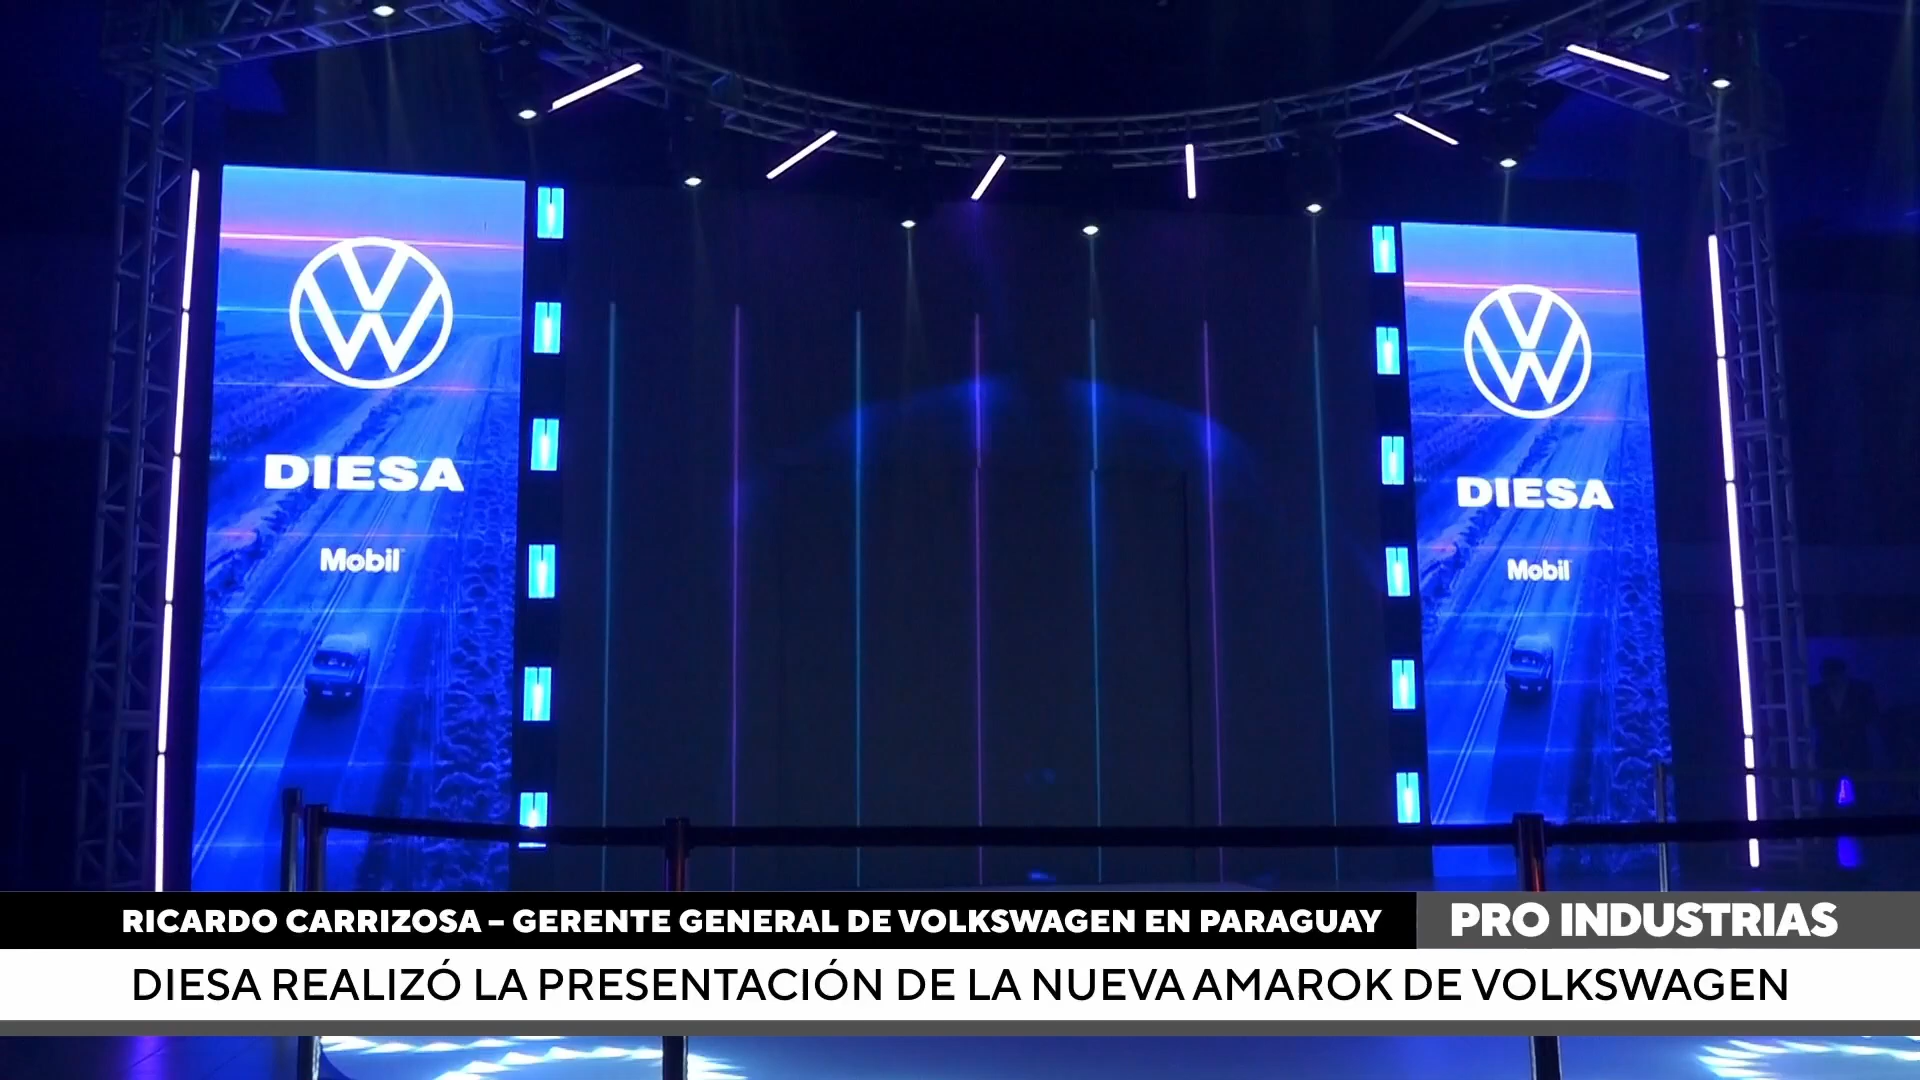 DIESA
Mobil
DIESA
Mobil
RICARDO CARRIZOSA – GERENTE GENERAL DE VOLKSWAGEN EN PARAGUAY
PRO INDUSTRIAS
DIESA REALIZÓ LA PRESENTACIÓN DE LA NUEVA AMAROK DE VOLKSWAGEN